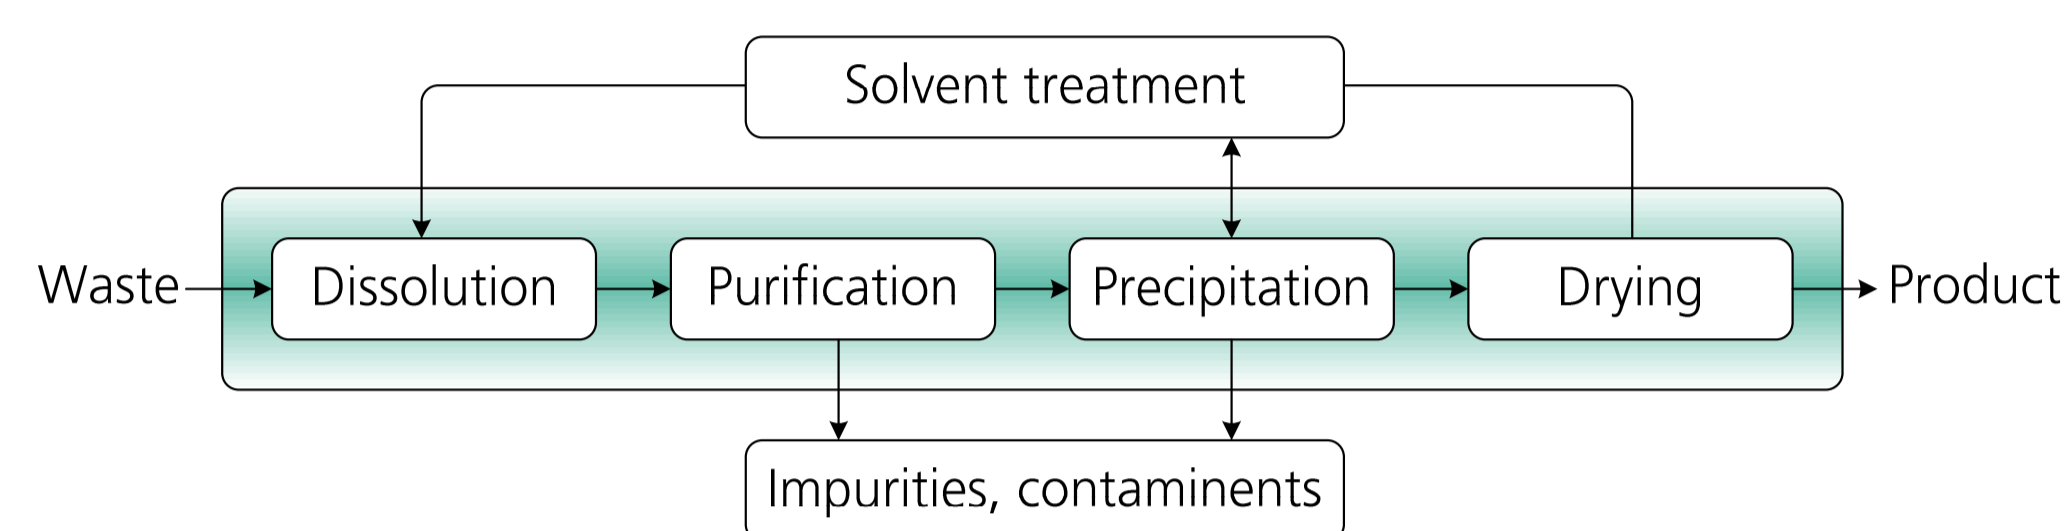 Solvent treatment
Waste
Dissolution
Purification
Precipitation
Drying
Product
Impurities, contaminents